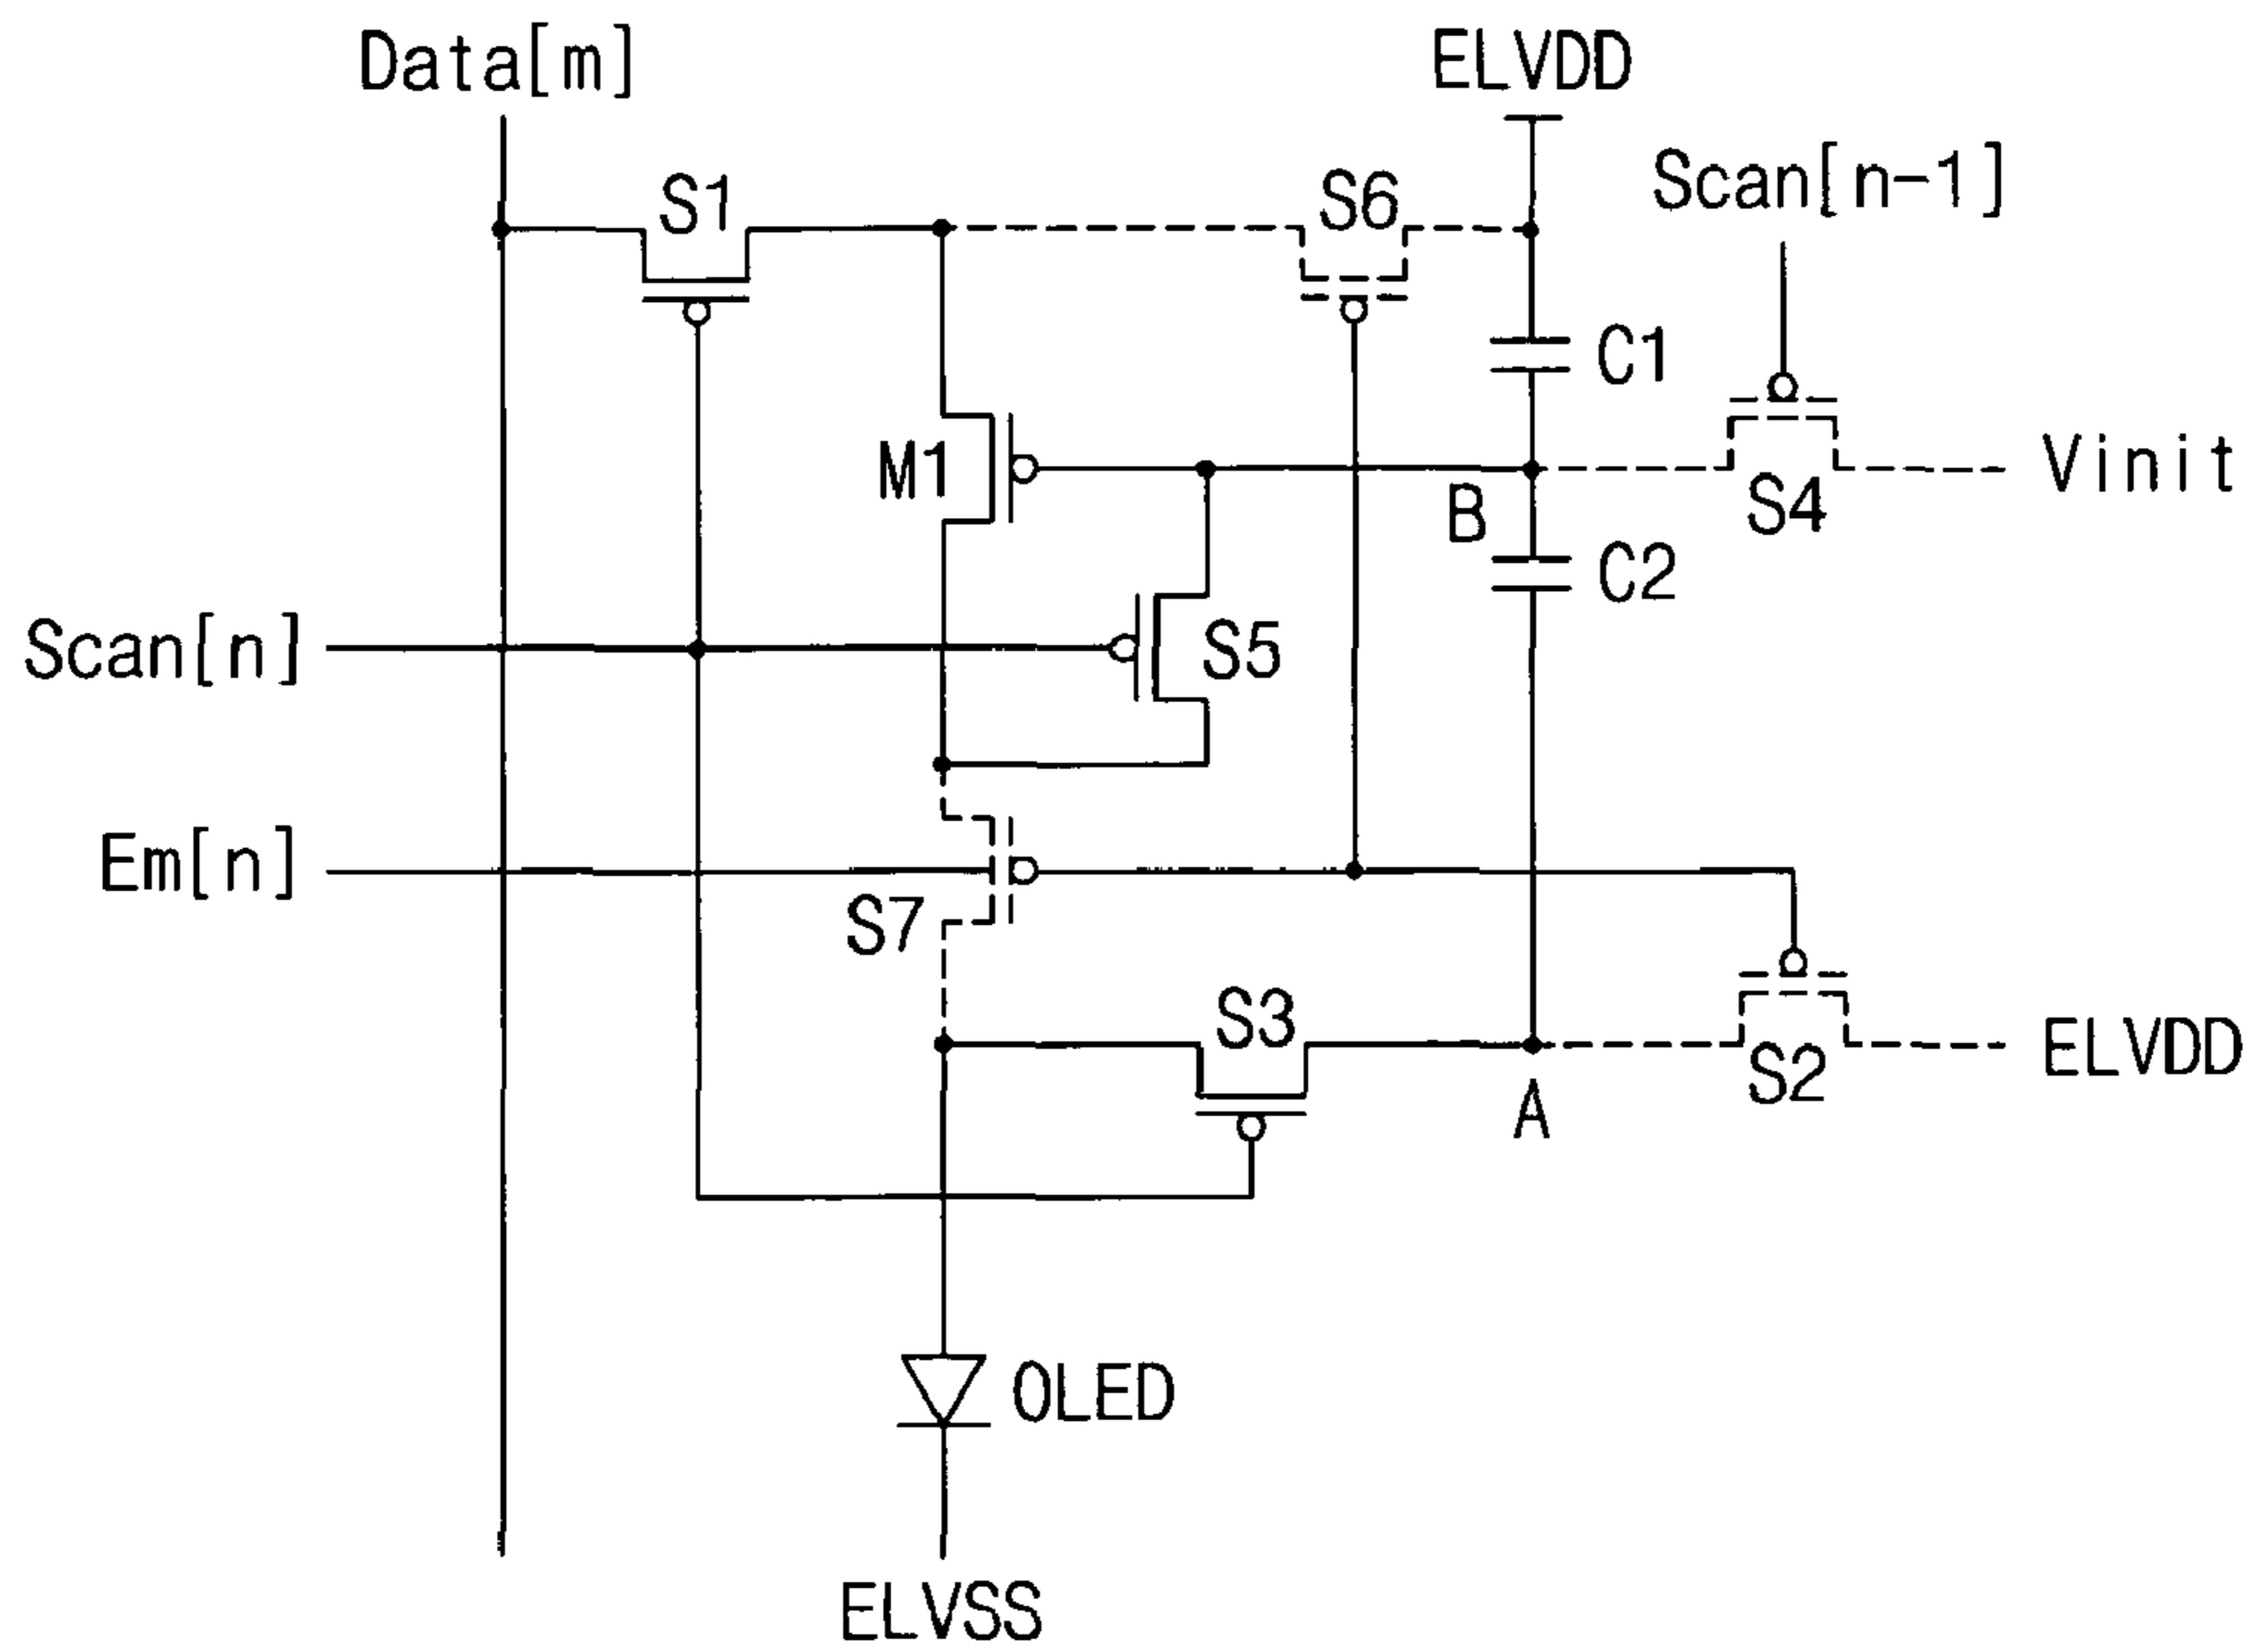 Data[m]
ELVDD
Scan[n-1]
S1
S6
C1
M1
Vinit
B
S4
C2
Scan[n]
S5
Em[n]
S7
S3
ELVDD
S2
A
OLED
ELVSS